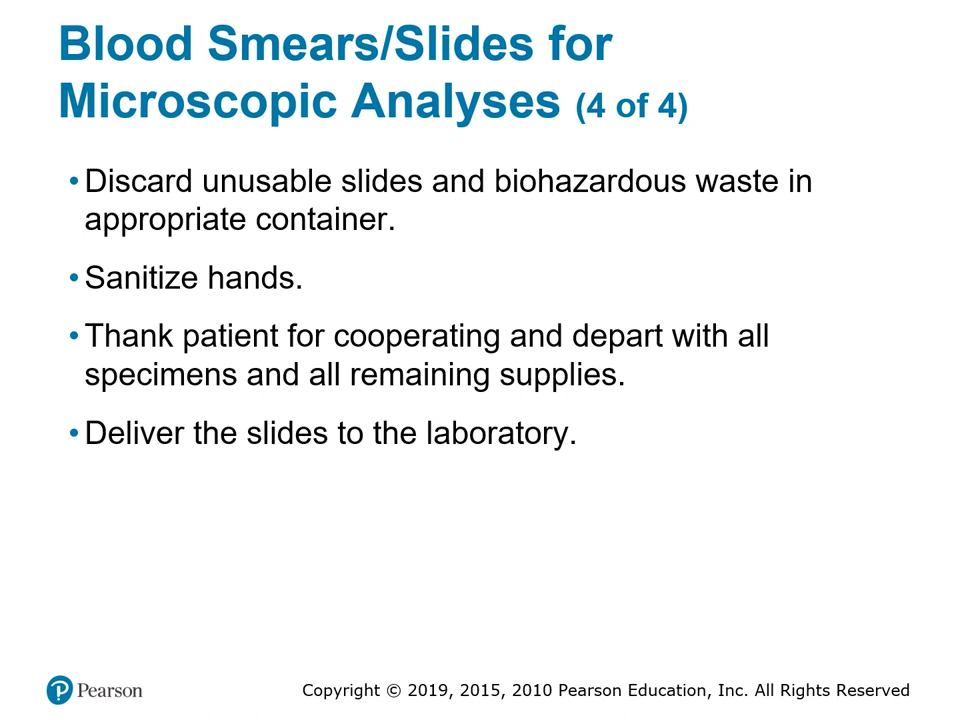 Blood Smears/Slides for
Microscopic Analyses (4 of 4)
• Discard unusable slides and biohazardous waste in
appropriate container.
• Sanitize hands.
• Thank patient for cooperating and depart with all
specimens and all remaining supplies.
• Deliver the slides to the laboratory.
P Pearson
Copyright © 2019, 2015, 2010 Pearson Education, Inc. All Rights Reserved